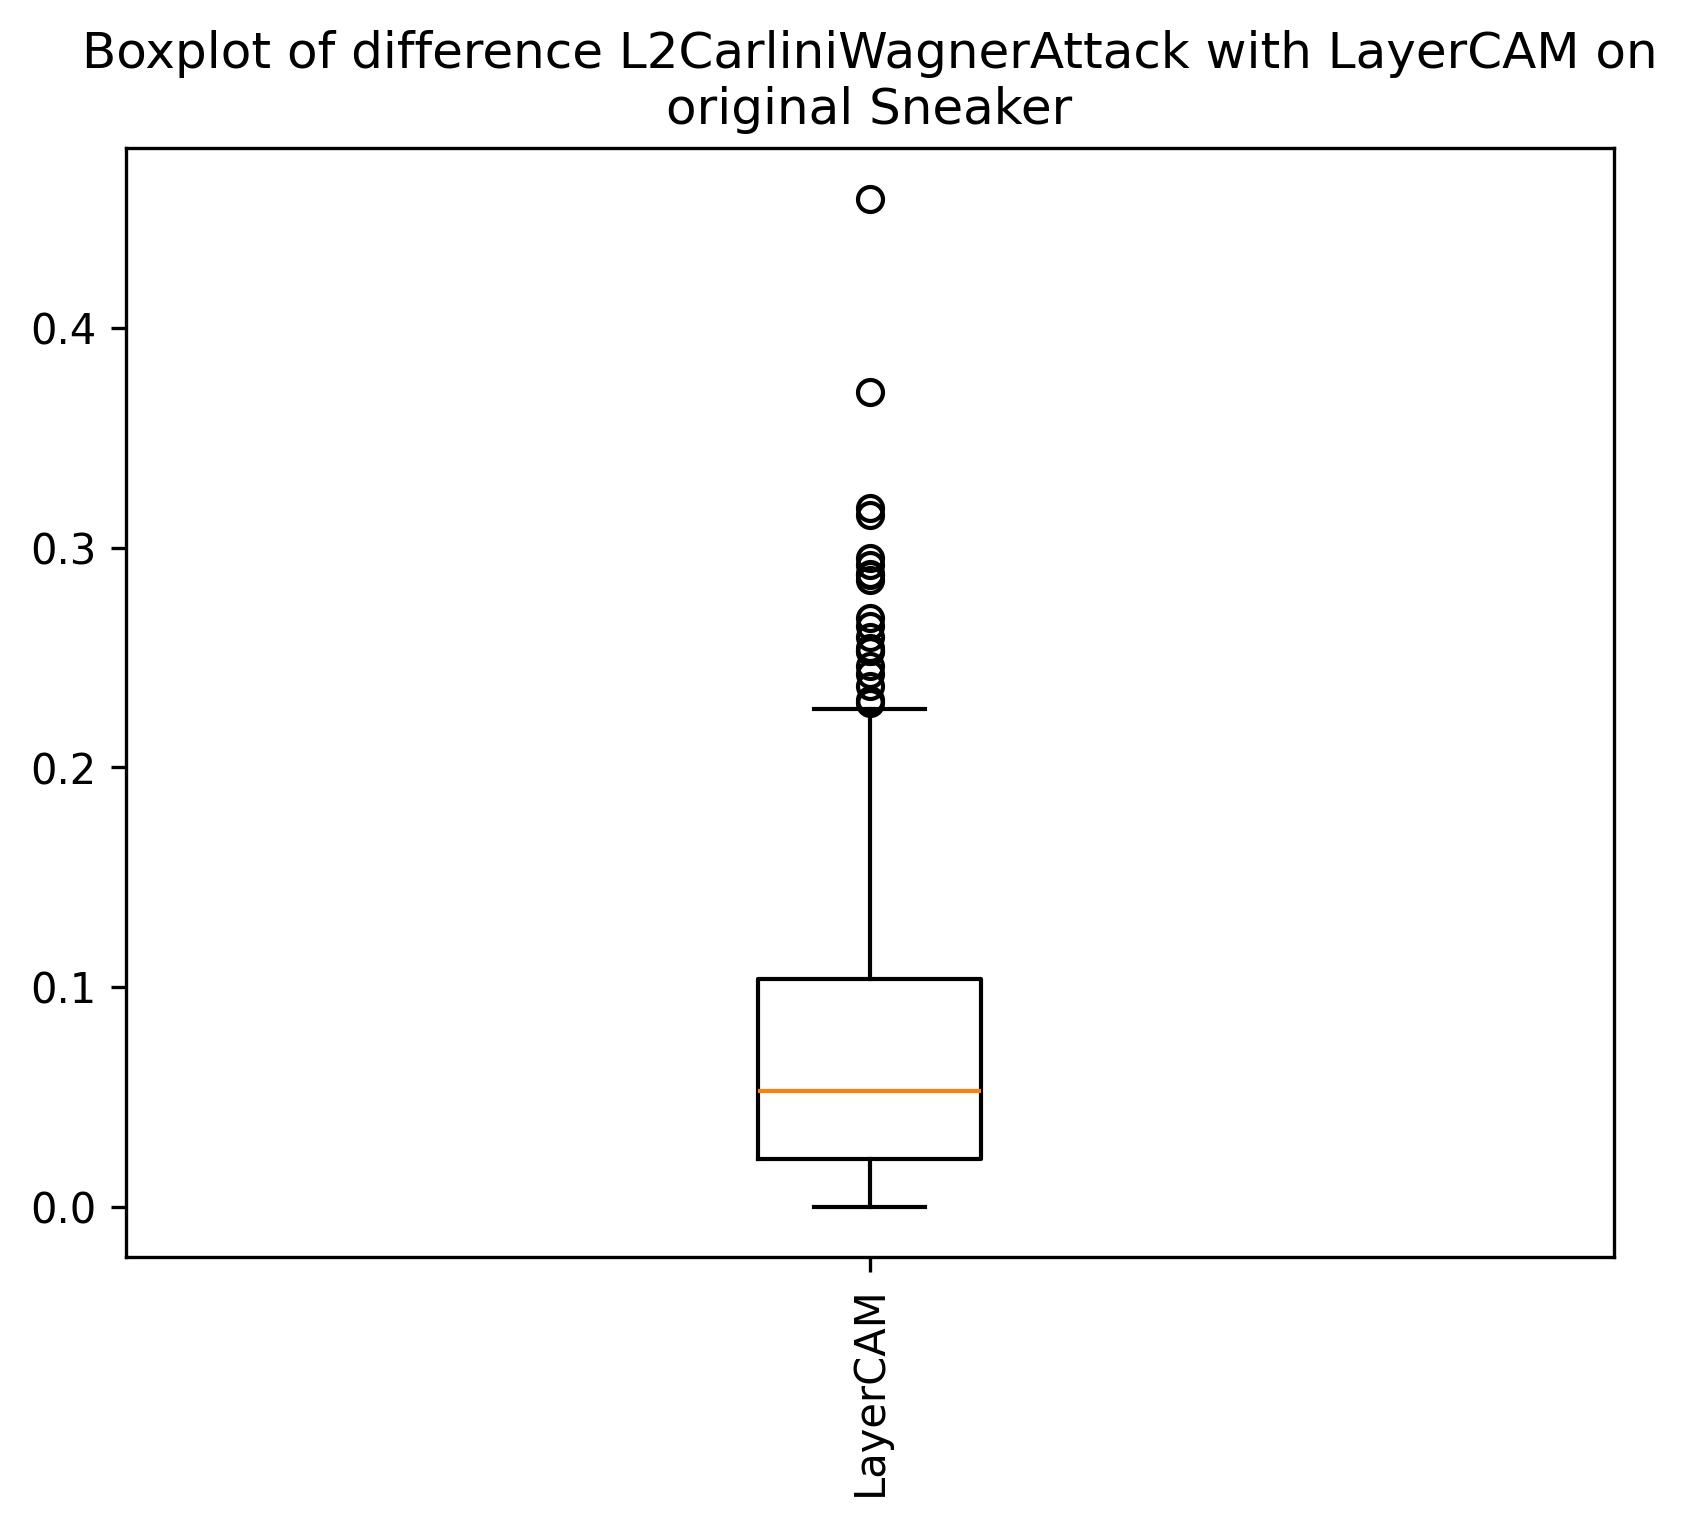 Boxplot of difference L2CarliniWagnerAttack with LayerCAM on
original Sneaker
0.4
0.3
0.2
0.1
0.0
LayerCAM